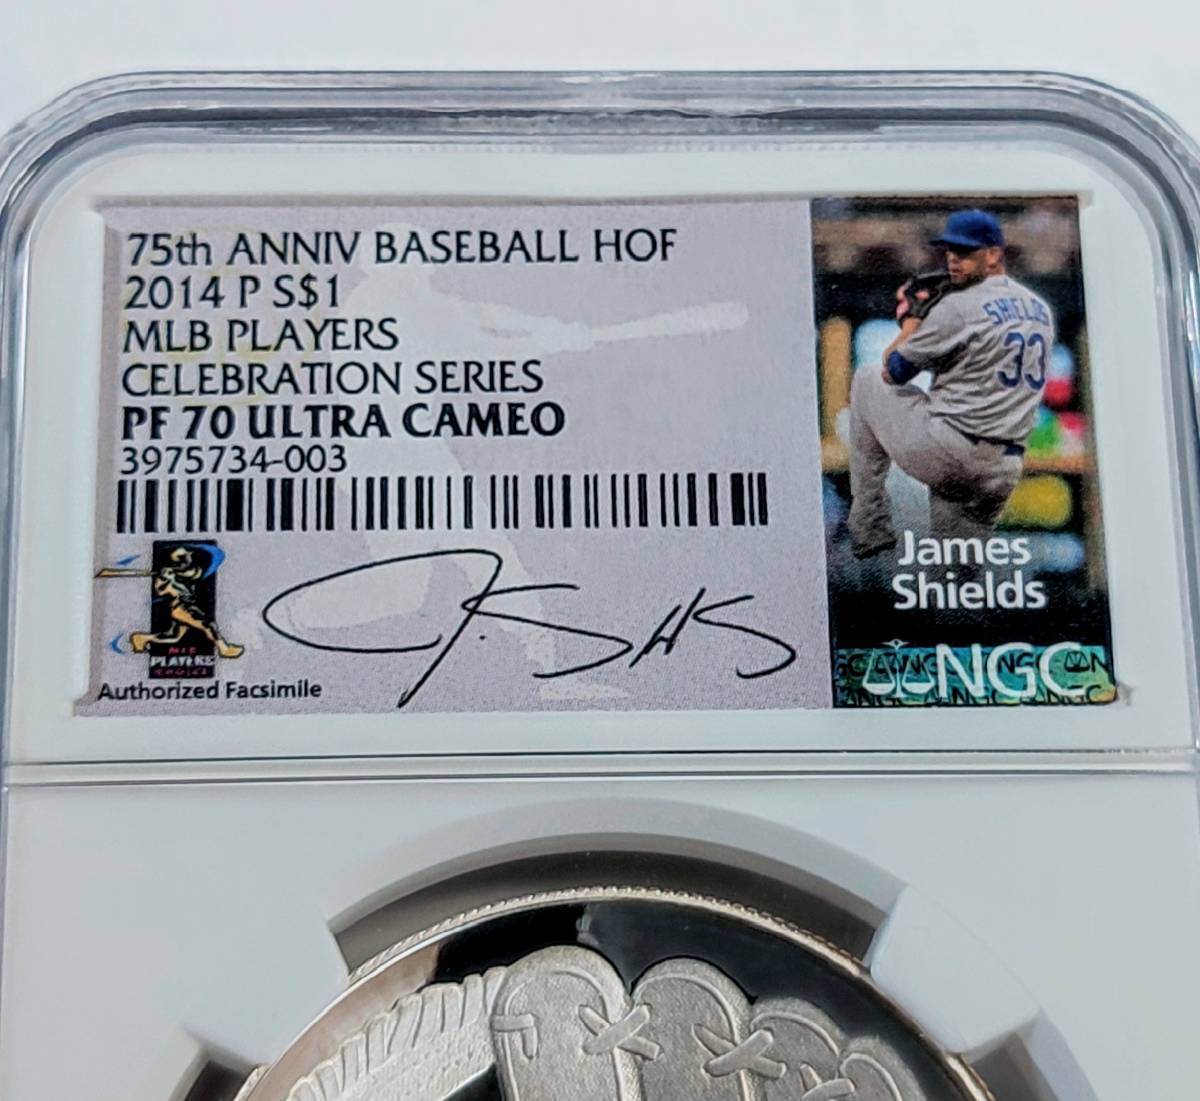 75th ANNIV BASEBALL HOF
2014 P S$1
MLB PLAYERS
CELEBRATION SERIES
PF 70 ULTRA CAMEO
3975734-003
PLAYERS
Authorized Facsimile
SHIELDS
33
James
Shields
NGC